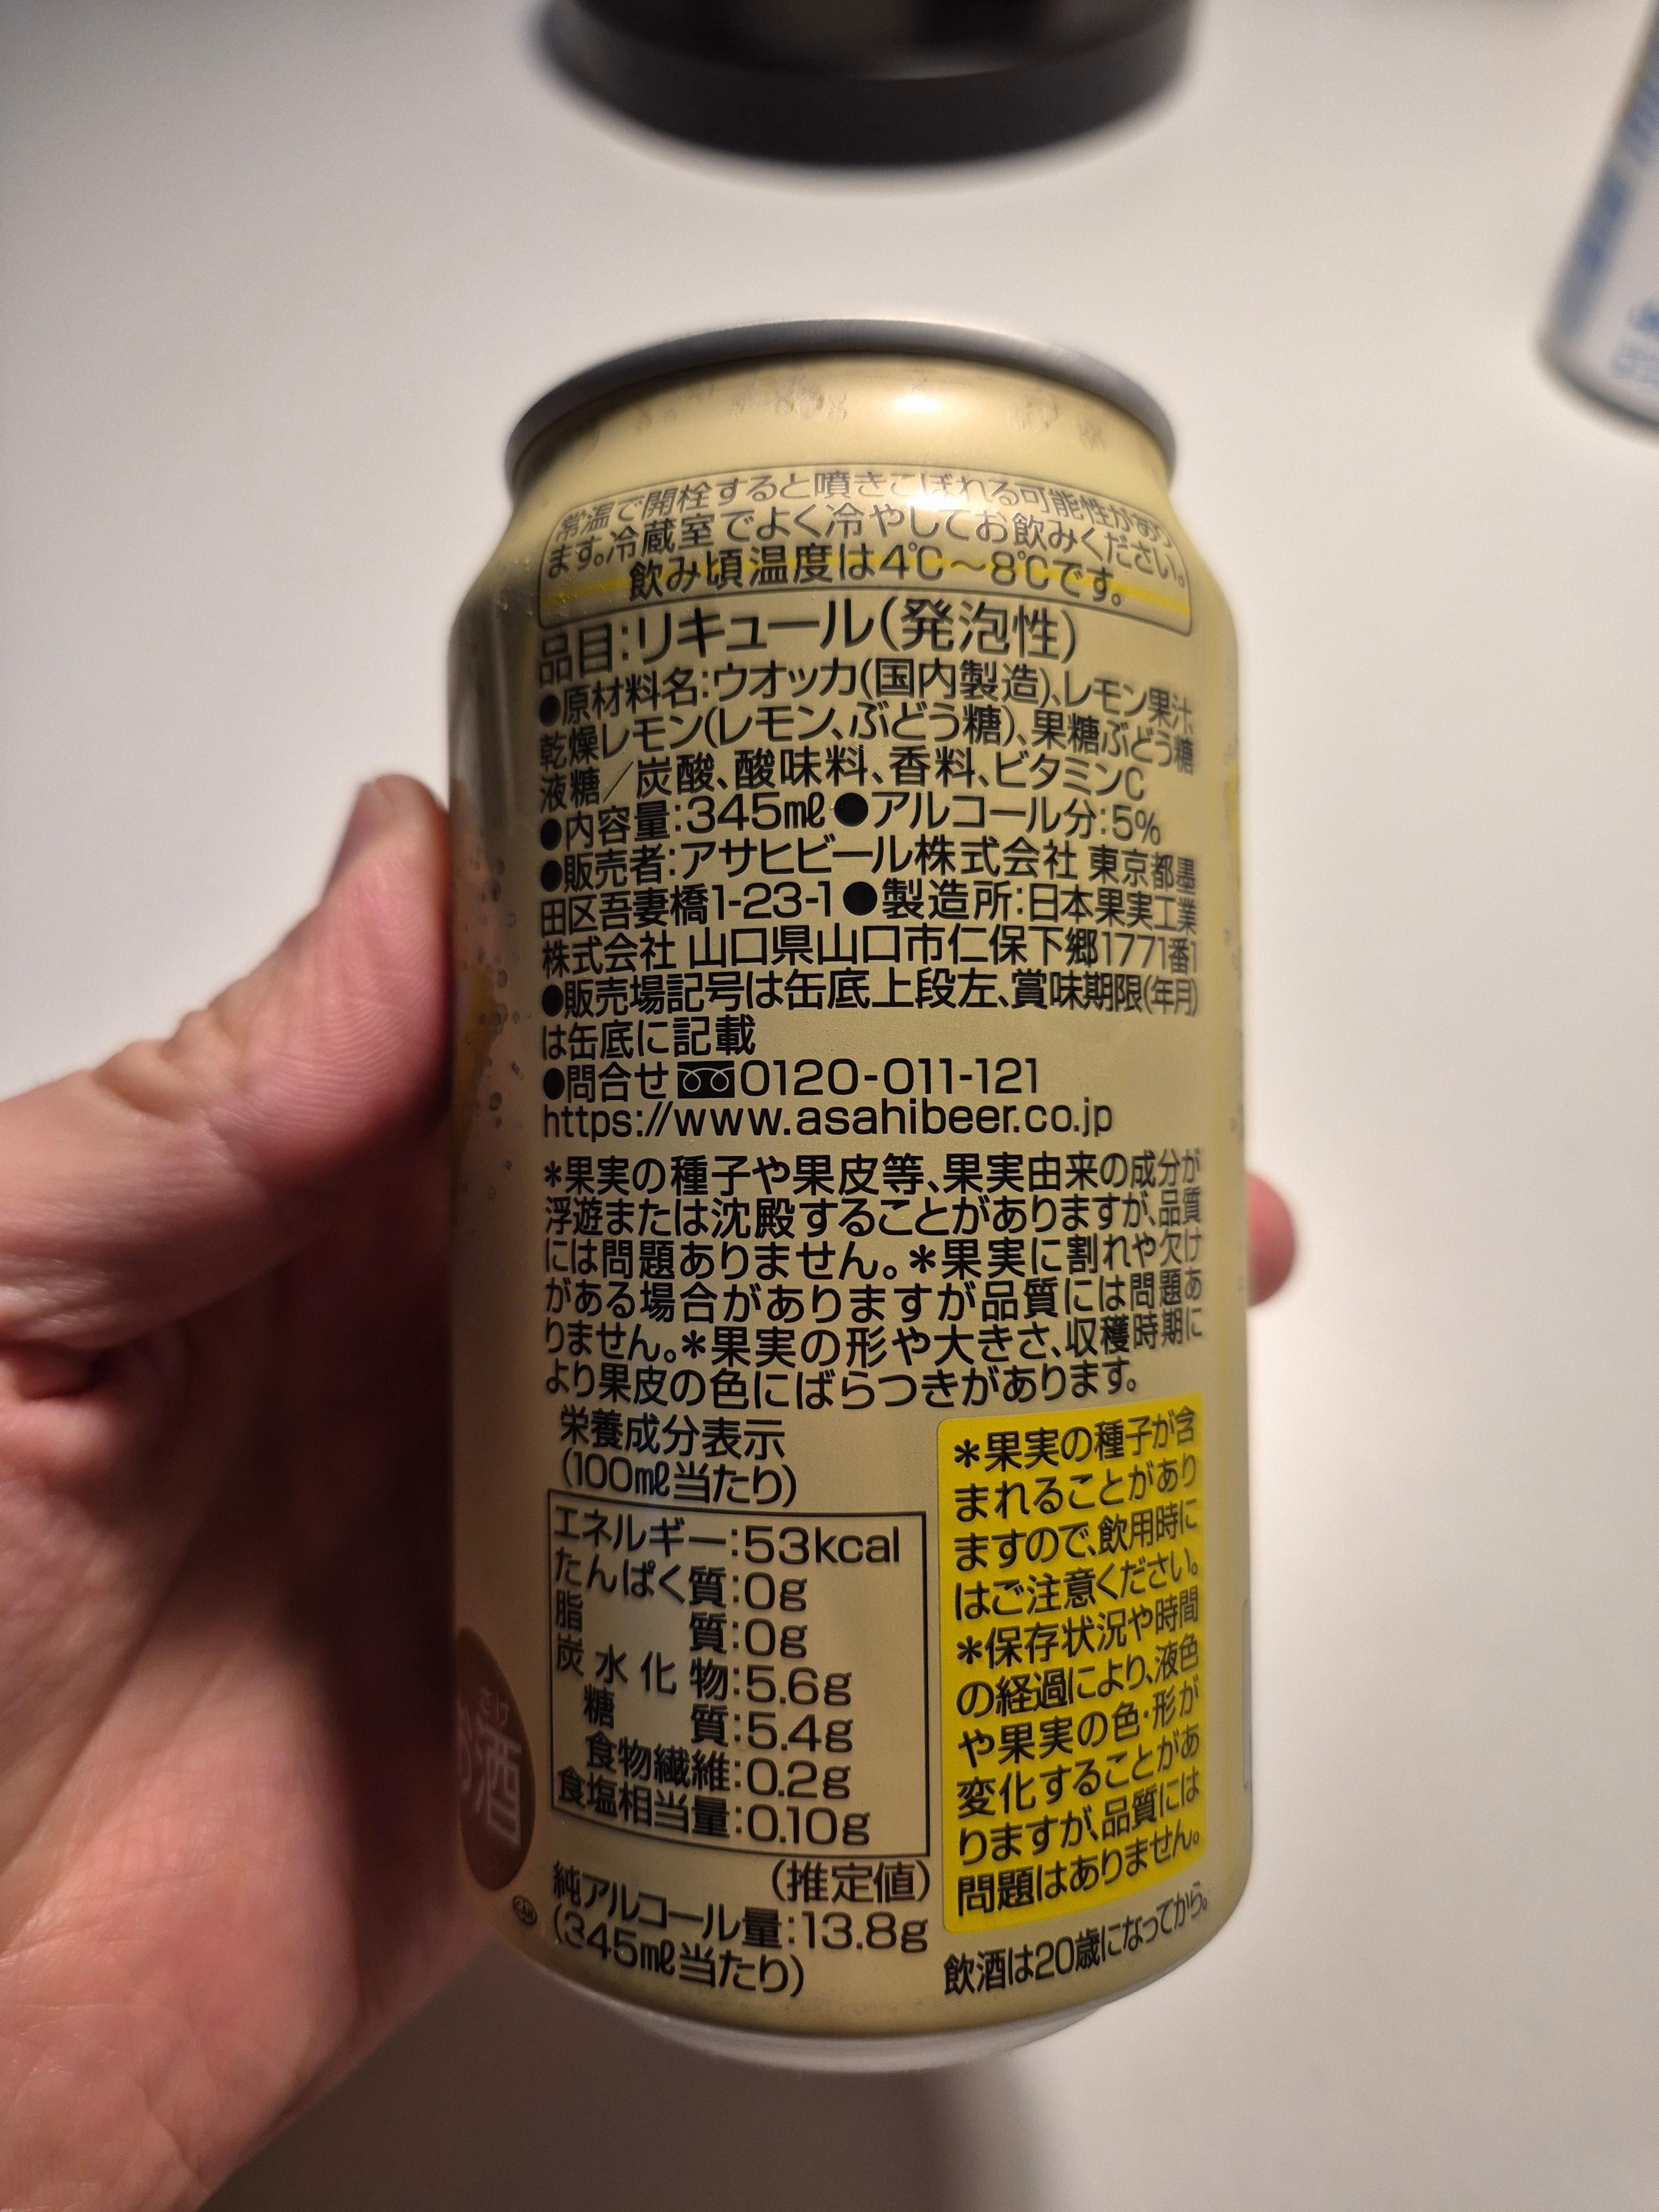 常温で開栓すると噴きこぼれる可能性があり
ます。冷蔵室でよく冷やしてお飲みください。
飲み頃温度は4℃～8℃です。
品目:リキュール(発泡性)
●原材料名:ウオッカ(国内製造)、レモン果汁、
乾燥レモン(レモン、ぶどう糖)、果糖ぶどう糖
液糖／炭酸、酸味料、香料、ビタミンC
●内容量:345㎖●アルコール分:5%
●販売者:アサヒビール株式会社 東京都墨
田区吾妻橋1-23-1●製造所:日本果実工業
株式会社 山口県山口市仁保下郷1771番1
●販売場記号は缶底上段左、賞味期限(年月)
は缶底に記載
●問合せ 0120-011-121
https://www.asahibeer.co.jp
＊果実の種子や果皮等、果実由来の成分が
浮遊または沈殿することがありますが、品質
には問題ありません。＊果実に割れや欠け
がある場合がありますが品質には問題あ
りません。＊果実の形や大きさ、収穫時期に
より果皮の色にばらつきがあります。
栄養成分表示
(100㎖当たり)
エネルギー:53kcal
たんぱく質:0g
脂質:0g
炭水化物:5.6g
糖質:5.4g
食物繊維:0.2g
食塩相当量:0.10g
(推定値)
純アルコール量:13.8g
(345㎖当たり)
＊果実の種子が含
まれることがあり
ますので、飲用時に
はご注意ください。
＊保存状況や時間
の経過により、液色
や果実の色・形が
変化することがあ
りますが、品質には
問題はありません。
飲酒は20歳になってから。
お酒
CAN